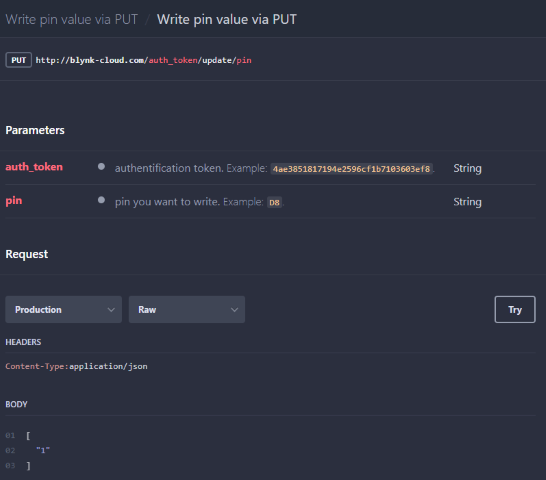 Write pin value via PUT / Write pin value via PUT
PUT http://blynk-cloud.com/auth_token/update/pin
Parameters
auth_token authentification token. Example: 4ae3851817194e2596cf1b7103603ef8. String
pin pin you want to write. Example: D8. String
Request
Production Raw Try
HEADERS
Content-Type:application/json
BODY
01 [
02 "1"
03 ]